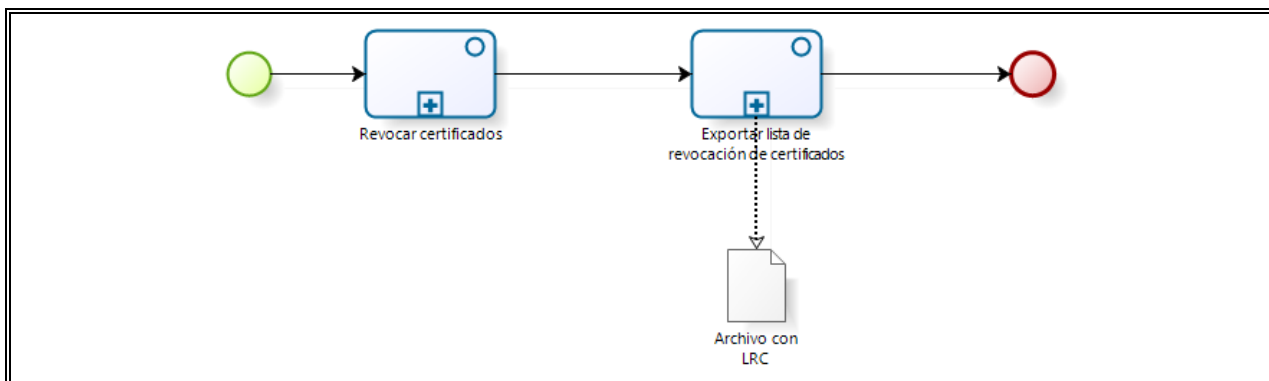 Revocar certificados
Exportar lista de
revocación de certificados
Archivo con
LRC